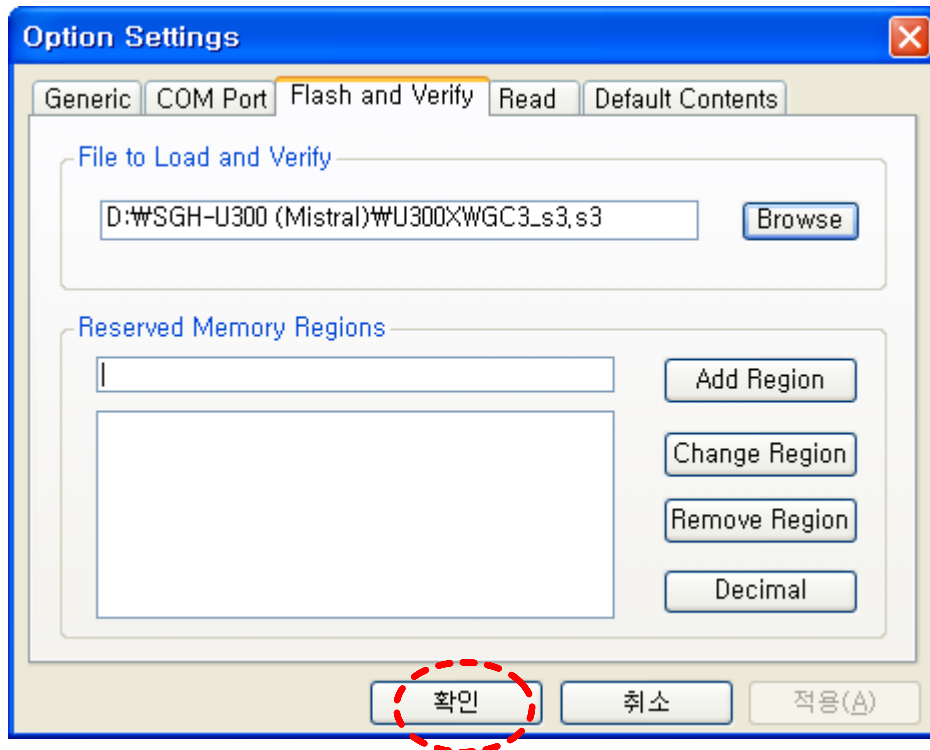 Option Settings
Generic COM Port Flash and Verify Read Default Contents
File to Load and Verify
D:₩SGH-U300 (Mistral)₩U300XWGC3_s3,s3 Browse
Reserved Memory Regions
Add Region
Change Region
Remove Region
Decimal
확인 취소 적용(A)